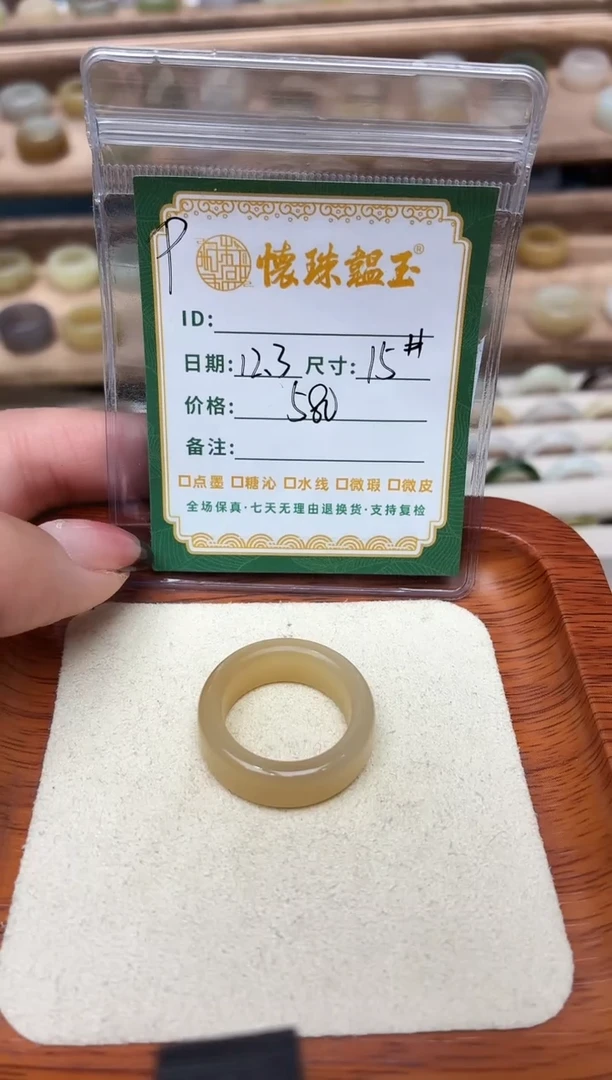 P
懷珠韞玉®
ID:
日期:12.3 尺寸:15#
价格: 580
备注:
□点墨 □糖沁 □水线 □微瑕 □微皮
全场保真·七天无理由退换货·支持复检